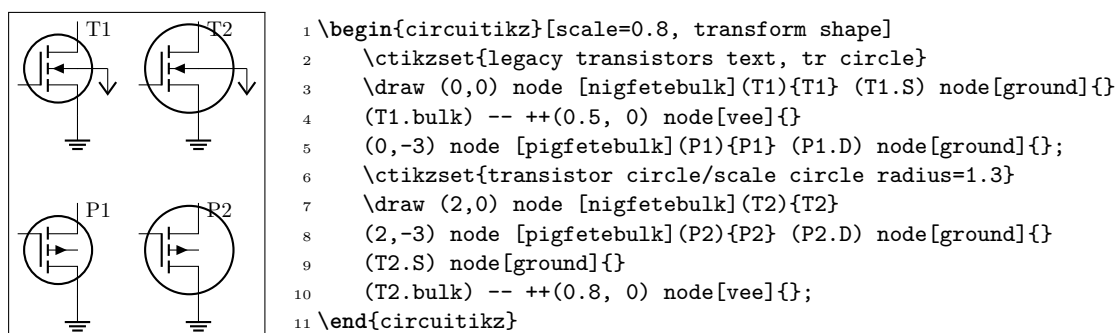 T1 T2
P1 P2
1 \begin{circuitikz}[scale=0.8, transform shape]
2     \ctikzset{legacy transistors text, tr circle}
3     \draw (0,0) node [nigfetebulk](T1){T1} (T1.S) node[ground]{}
4     (T1.bulk) -- ++(0.5, 0) node[vee]{}
5     (0,-3) node [pigfetebulk](P1){P1} (P1.D) node[ground]{};
6     \ctikzset{transistor circle/scale circle radius=1.3}
7     \draw (2,0) node [nigfetebulk](T2){T2}
8     (2,-3) node [pigfetebulk](P2){P2} (P2.D) node[ground]{}
9     (T2.S) node[ground]{}
10     (T2.bulk) -- ++(0.8, 0) node[vee]{};
11 \end{circuitikz}